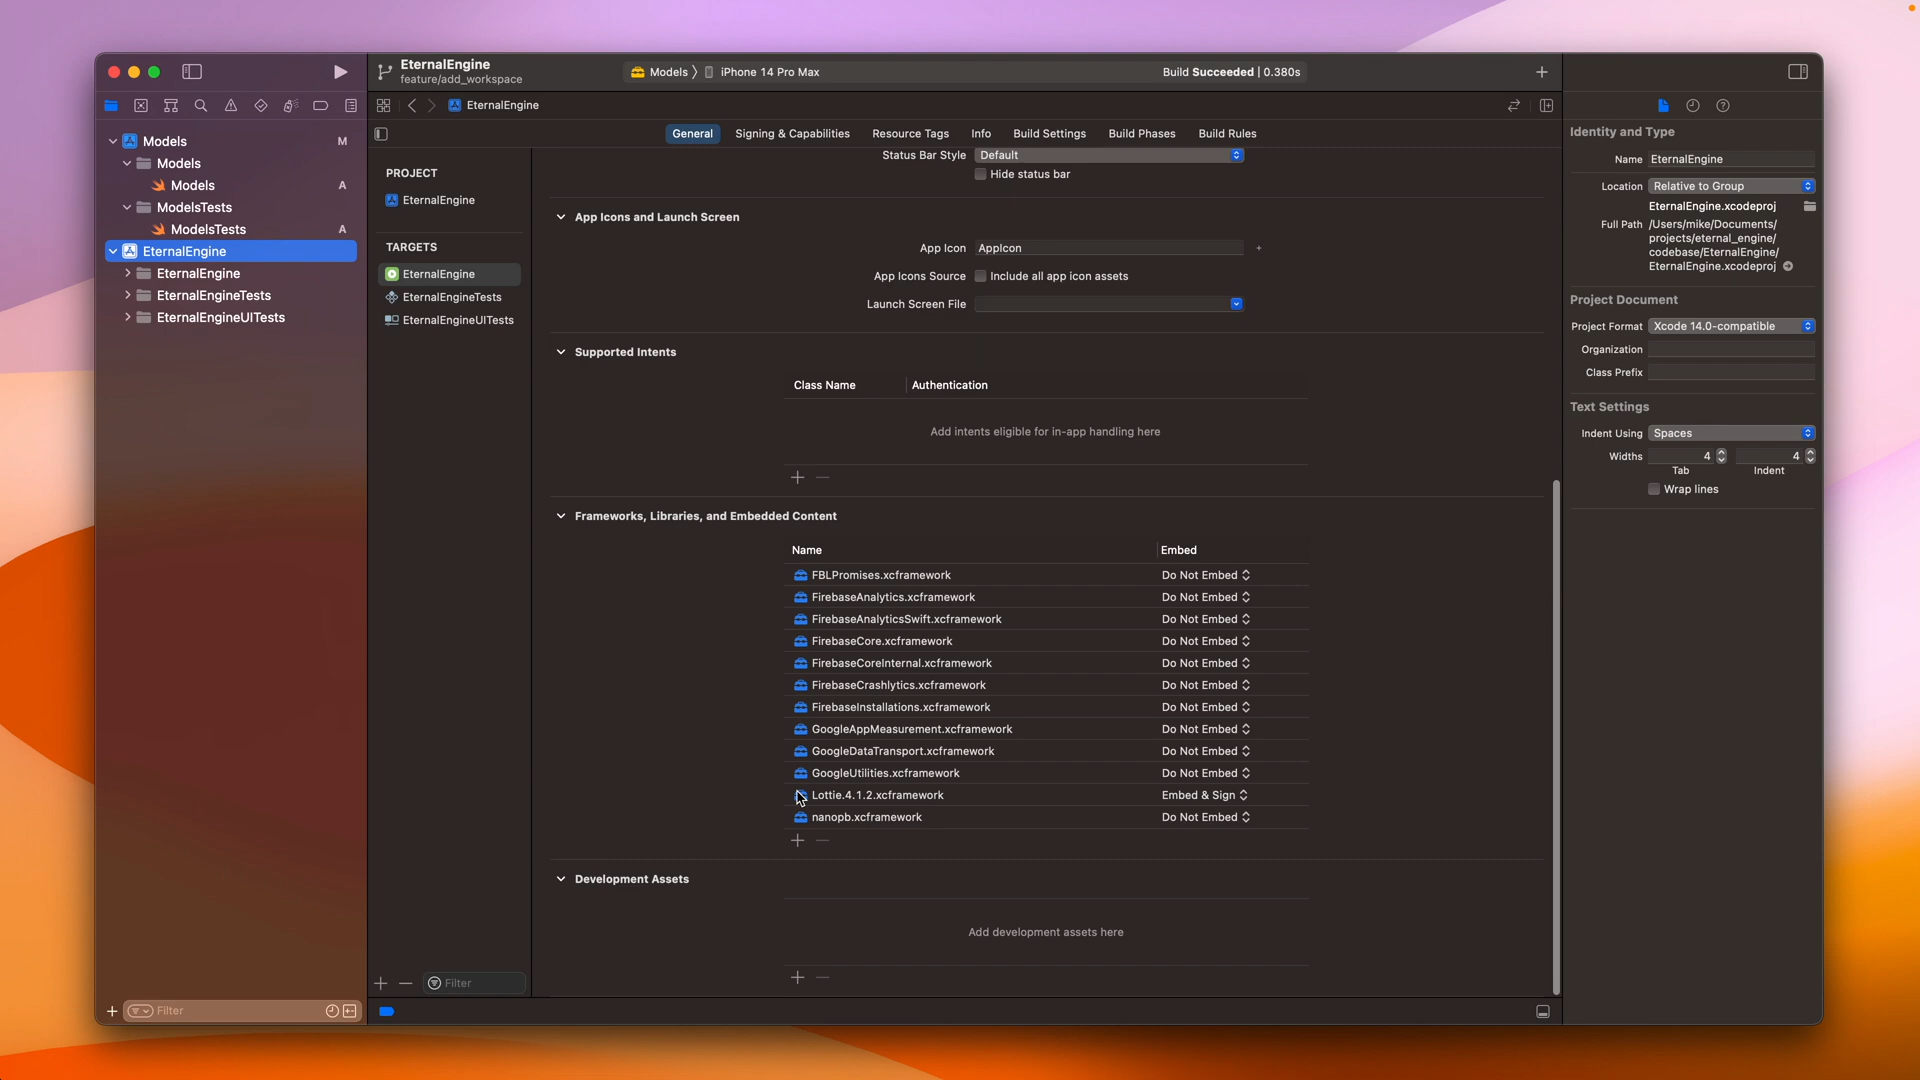 EternalEngine
feature/add_workspace
Models
iPhone 14 Pro Max
Build Succeeded | 0.380s
EternalEngine
Models M
Models
Models A
ModelsTests
ModelsTests A
EternalEngine
EternalEngine
EternalEngineTests
EternalEngineUITests
Filter
General
Signing & Capabilities
Resource Tags
Info
Build Settings
Build Phases
Build Rules
PROJECT
EternalEngine
TARGETS
EternalEngine
EternalEngineTests
EternalEngineUITests
Filter
Status Bar Style Default
Hide status bar
App Icons and Launch Screen
App Icon AppIcon
App Icons Source Include all app icon assets
Launch Screen File
Supported Intents
Class Name Authentication
Add intents eligible for in-app handling here
Frameworks, Libraries, and Embedded Content
Name Embed
FBLPromises.xcframework Do Not Embed
FirebaseAnalytics.xcframework Do Not Embed
FirebaseAnalyticsSwift.xcframework Do Not Embed
FirebaseCore.xcframework Do Not Embed
FirebaseCoreInternal.xcframework Do Not Embed
FirebaseCrashlytics.xcframework Do Not Embed
FirebaseInstallations.xcframework Do Not Embed
GoogleAppMeasurement.xcframework Do Not Embed
GoogleDataTransport.xcframework Do Not Embed
GoogleUtilities.xcframework Do Not Embed
Lottie.4.1.2.xcframework Embed & Sign
nanopb.xcframework Do Not Embed
Development Assets
Add development assets here
Identity and Type
Name EternalEngine
Location Relative to Group
EternalEngine.xcodeproj
Full Path /Users/mike/Documents/
projects/eternal_engine/
codebase/EternalEngine/
EternalEngine.xcodeproj
Project Document
Project Format Xcode 14.0-compatible
Organization
Class Prefix
Text Settings
Indent Using Spaces
Widths 4 4
Tab Indent
Wrap lines